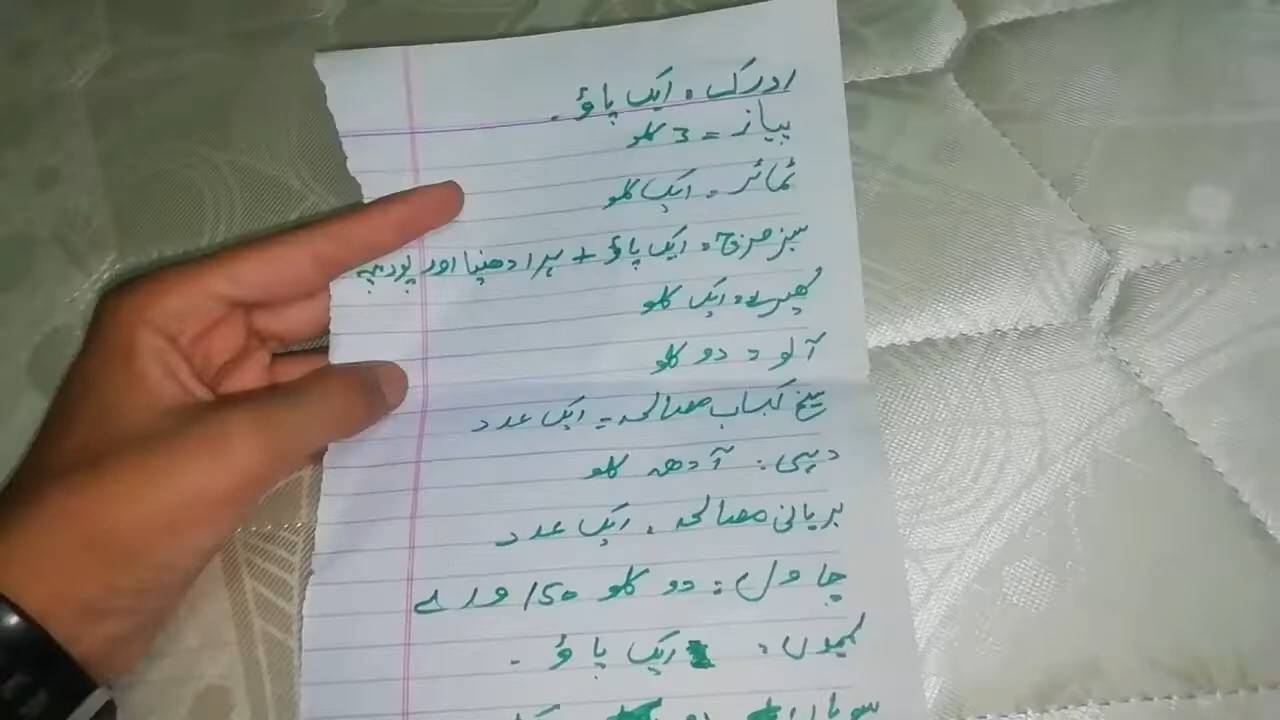 ادرک = ایک پاؤ.
پیاز = 3 کلو
ٹماٹر = ایک کلو
سبز مرچ = ایک پاؤ + ہرا دھنیا اور پودینہ
کھیرے = ایک کلو
آلو = دو کلو
سیخ کباب مصالحہ = ایک عدد
دہی: آدھہ کلو
بریانی مصالحہ = ایک عدد
چاول: دو کلو 150 والے
لیموں: ایک پاؤ.